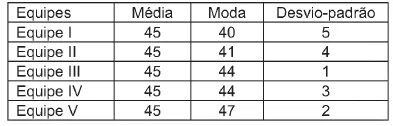 Equipes Média Moda Desvio-padrão
Equipe I 45 40 5
Equipe II 45 41 4
Equipe III 45 44 1
Equipe IV 45 44 3
Equipe V 45 47 2